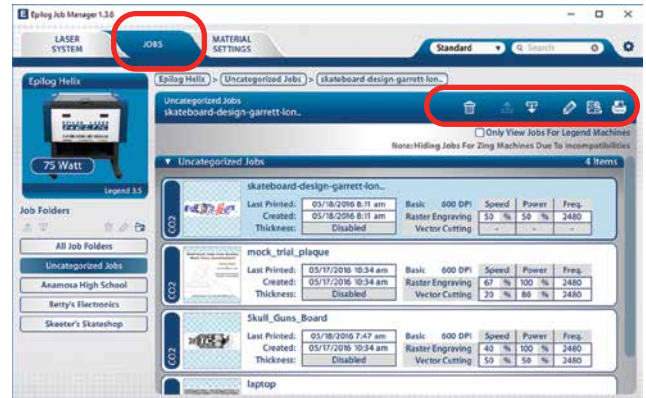 Epilog Job Manager 1.3.6
LASER SYSTEM
JOBS
MATERIAL SETTINGS
Standard
Search
Epilog Helix
75 Watt
Legend 3.5
Job Folders
All Job Folders
Uncategorized Jobs
Anamosa High School
Betty's Electronics
Skeeter's Skateshop
Epilog Helix > Uncategorized Jobs > skateboard-design-garrett-lon..
Uncategorized Jobs
skateboard-design-garrett-lon..
Only View Jobs For Legend Machines
Note:Hiding Jobs For Zing Machines Due To Incompatibilities
Uncategorized Jobs 4 Items
CO2
skateboard-design-garrett-lon..
Last Printed: 05/18/2016 8:11 am Basic 600 DPI Speed Power Freq.
Created: 05/18/2016 8:11 am Raster Engraving 50 % 50 % 2480
Thickness: Disabled Vector Cutting - - -
CO2
mock_trial_plaque
Last Printed: 05/17/2016 10:34 am Basic 600 DPI Speed Power Freq.
Created: 05/17/2016 10:34 am Raster Engraving 67 % 100 % 2480
Thickness: Disabled Vector Cutting 20 % 80 % 2480
CO2
Skull_Guns_Board
Last Printed: 05/18/2016 7:47 am Basic 600 DPI Speed Power Freq.
Created: 05/17/2016 10:34 am Raster Engraving 40 % 100 % 2480
Thickness: Disabled Vector Cutting 50 % 50 % 2480
laptop